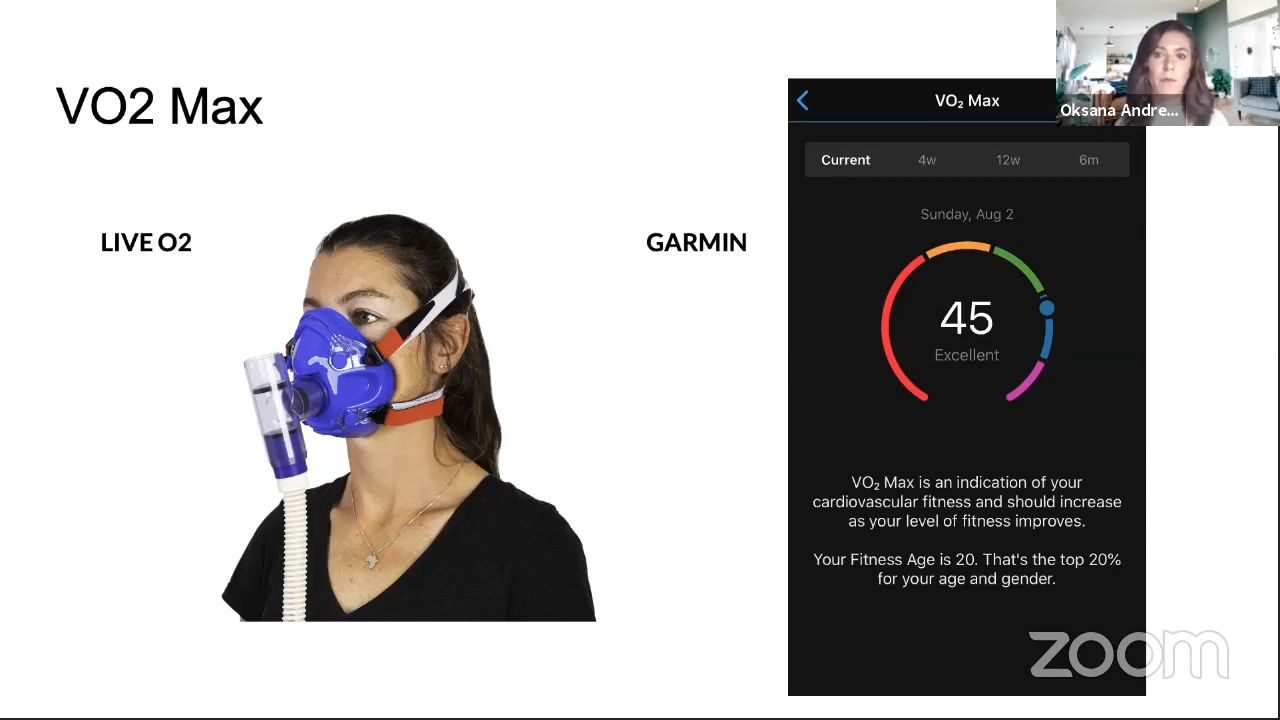 VO2 Max
LIVE O2
GARMIN
VO₂ Max
Current 4w 12w 6m
Sunday, Aug 2
45
Excellent
VO₂ Max is an indication of your
cardiovascular fitness and should increase
as your level of fitness improves.
Your Fitness Age is 20. That's the top 20%
for your age and gender.
Oksana Andre...
zoom